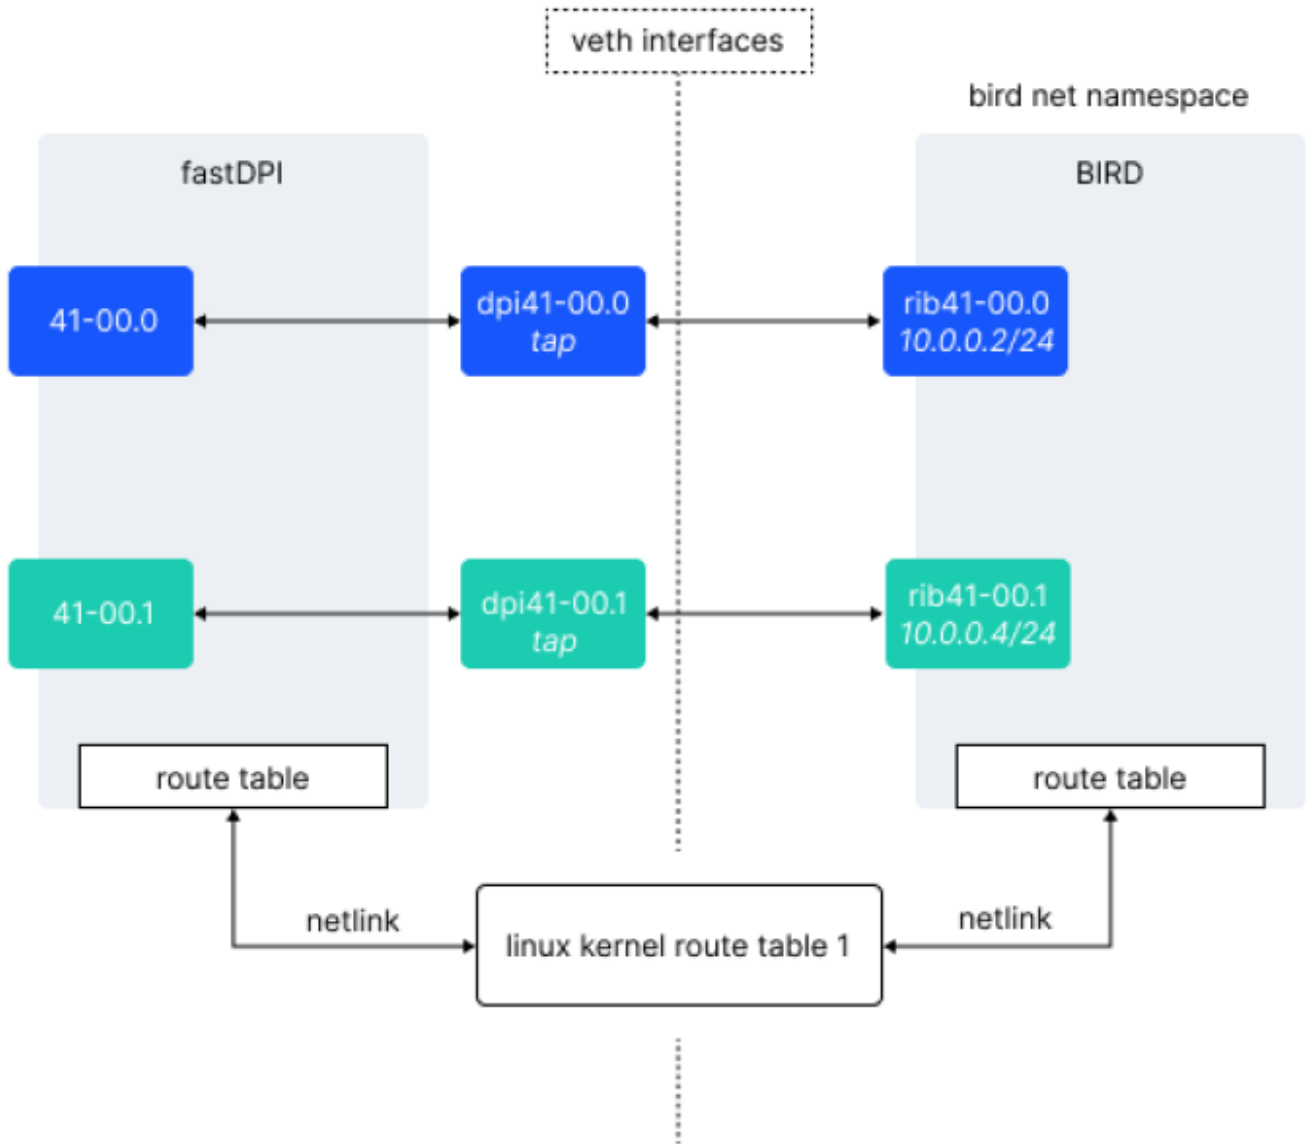 veth interfaces
bird net namespace
fastDPI
BIRD
41-00.0
dpi41-00.0
tap
rib41-00.0
10.0.0.2/24
41-00.1
dpi41-00.1
tap
rib41-00.1
10.0.0.4/24
route table
route table
netlink
netlink
linux kernel route table 1